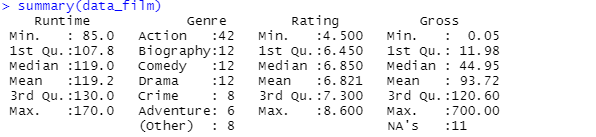 > summary(data_film)
Runtime Genre Rating Gross
Min. : 85.0 Action :42 Min. :4.500 Min. : 0.05
1st Qu.:107.8 Biography:12 1st Qu.:6.450 1st Qu.: 11.98
Median :119.0 Comedy :12 Median :6.850 Median : 44.95
Mean :119.2 Drama :12 Mean :6.821 Mean : 93.72
3rd Qu.:130.0 Crime : 8 3rd Qu.:7.300 3rd Qu.:120.60
Max. :170.0 Adventure: 6 Max. :8.600 Max. :700.00
(Other) : 8 NA's :11